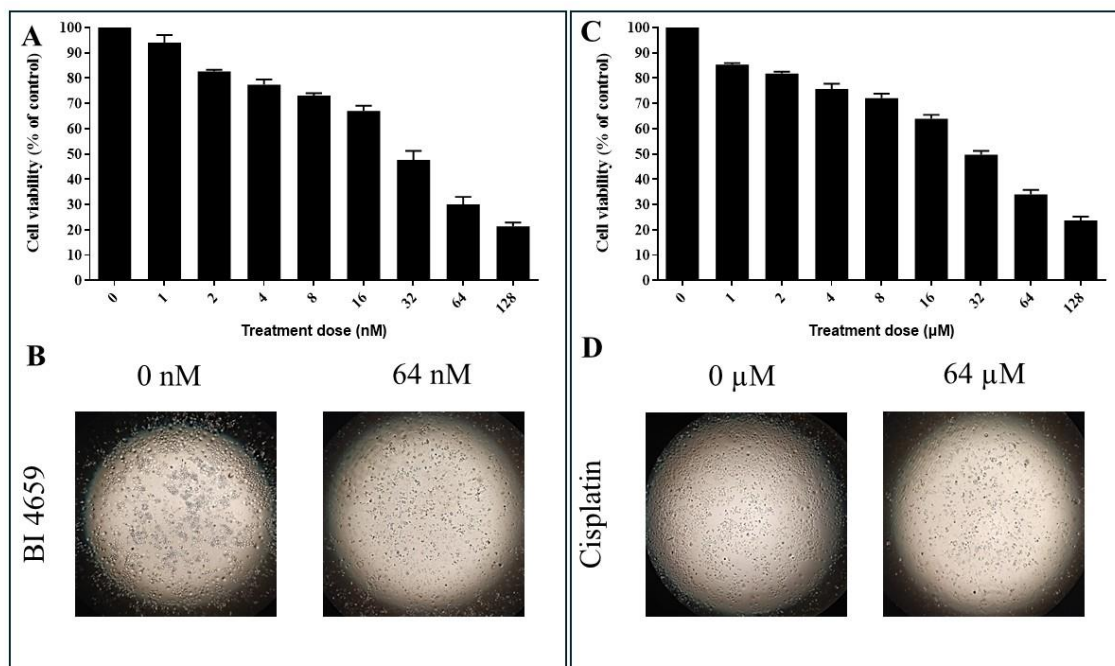 A
Cell viability (% of control)
100
90
80
70
60
50
40
30
20
10
0
0 1 2 4 8 16 32 64 128
Treatment dose (nM)
B
0 nM 64 nM
BI 4659
C
Cell viability (% of control)
100
90
80
70
60
50
40
30
20
10
0
0 1 2 4 8 16 32 64 128
Treatment dose (µM)
D
0 µM 64 µM
Cisplatin